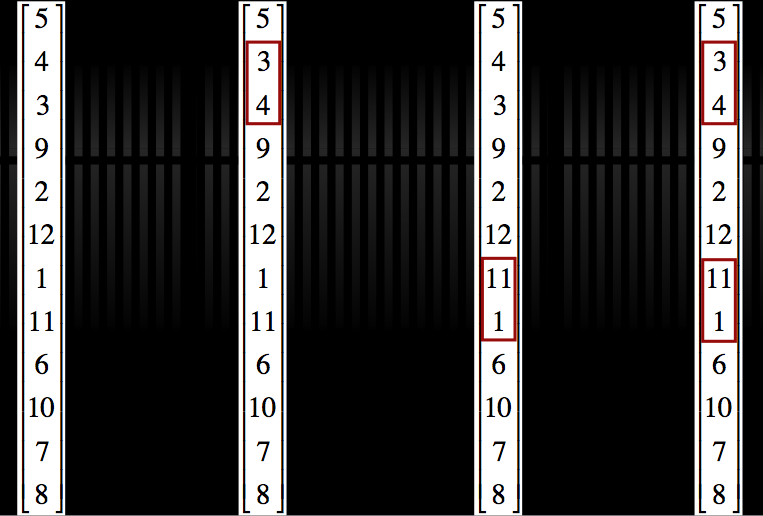 5 5 5 5
4 3 4 3
3 4 3 4
9 9 9 9
2 2 2 2
12 12 12 12
1 1 11 11
11 11 1 1
6 6 6 6
10 10 10 10
7 7 7 7
8 8 8 8